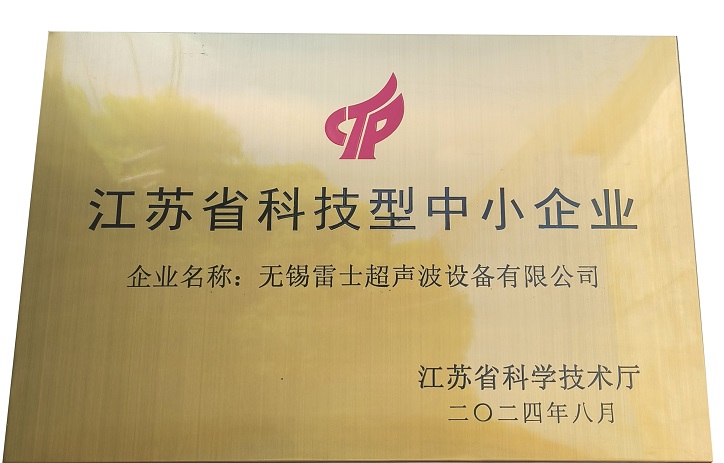 江苏省科技型中小企业
企业名称：无锡雷士超声波设备有限公司
江苏省科学技术厅
二〇二四年八月